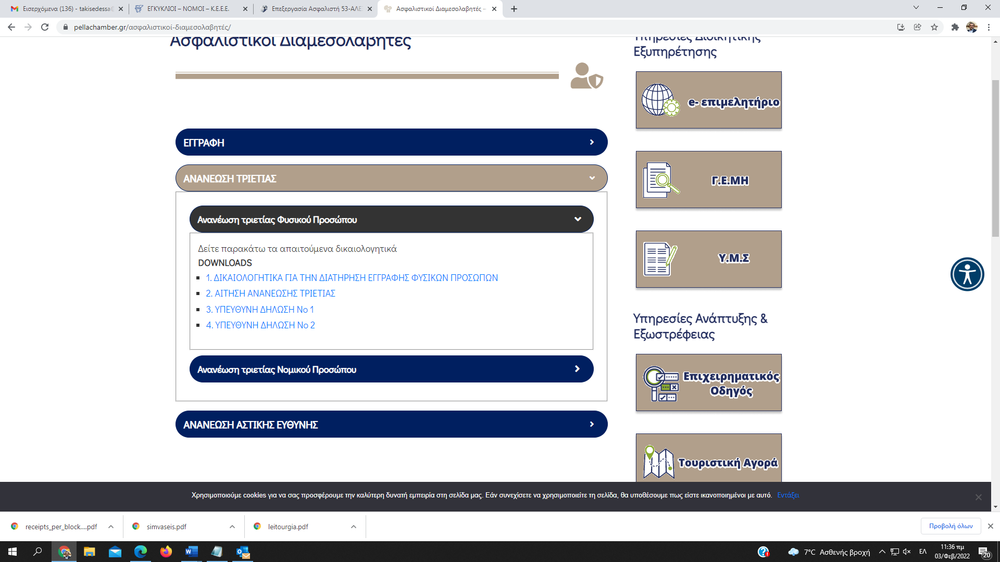 Εισερχόμενα (136) - takisedessa@
ΕΓΚΥΚΛΙΟΙ – ΝΟΜΟΙ – Κ.Ε.Ε.Ε.
Επεξεργασία Ασφαλιστή 53-ΑΛΕ
Ασφαλιστικοί Διαμεσολαβητές –
pellachamber.gr/ασφαλιστικοί-διαμεσολαβητές/
Ασφαλιστικοί Διαμεσολαβητές
ΕΓΓΡΑΦΗ
ΑΝΑΝΕΩΣΗ ΤΡΙΕΤΙΑΣ
Ανανέωση τριετίας Φυσικού Προσώπου
Δείτε παρακάτω τα απαιτούμενα δικαιολογητικά
DOWNLOADS
1. ΔΙΚΑΙΟΛΟΓΗΤΙΚΑ ΓΙΑ ΤΗΝ ΔΙΑΤΗΡΗΣΗ ΕΓΓΡΑΦΗΣ ΦΥΣΙΚΩΝ ΠΡΟΣΩΠΩΝ
2. ΑΙΤΗΣΗ ΑΝΑΝΕΩΣΗΣ ΤΡΙΕΤΙΑΣ
3. ΥΠΕΥΘΥΝΗ ΔΗΛΩΣΗ Νο 1
4. ΥΠΕΥΘΥΝΗ ΔΗΛΩΣΗ Νο 2
Ανανέωση τριετίας Νομικού Προσώπου
ΑΝΑΝΕΩΣΗ ΑΣΤΙΚΗΣ ΕΥΘΥΝΗΣ
Υπηρεσίες Διοικητικής
Εξυπηρέτησης
e- επιμελητήριο
Γ.Ε.ΜΗ
Υ.Μ.Σ
Υπηρεσίες Ανάπτυξης &
Εξωστρέφειας
Επιχειρηματικός
Οδηγός
Τουριστική Αγορά
Χρησιμοποιούμε cookies για να σας προσφέρουμε την καλύτερη δυνατή εμπειρία στη σελίδα μας. Εάν συνεχίσετε να χρησιμοποιείτε τη σελίδα, θα υποθέσουμε πως είστε ικανοποιημένοι με αυτό. Εντάξει
receipts_per_block....pdf
simvaseis.pdf
leitourgia.pdf
Προβολή όλων
7°C Ασθενής βροχή
ΕΛ
11:36 πμ
03/Φεβ/2022
20